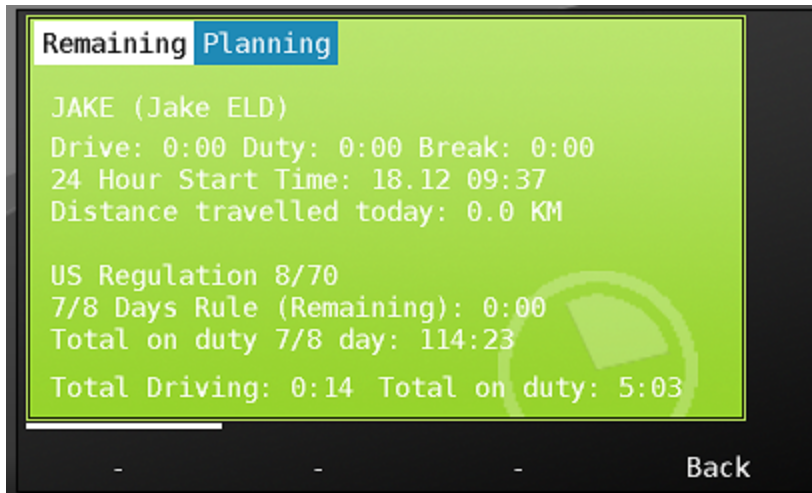 Remaining Planning
JAKE (Jake ELD)
Drive: 0:00 Duty: 0:00 Break: 0:00
24 Hour Start Time: 18.12 09:37
Distance travelled today: 0.0 KM
US Regulation 8/70
7/8 Days Rule (Remaining): 0:00
Total on duty 7/8 day: 114:23
Total Driving: 0:14 Total on duty: 5:03
- - - Back